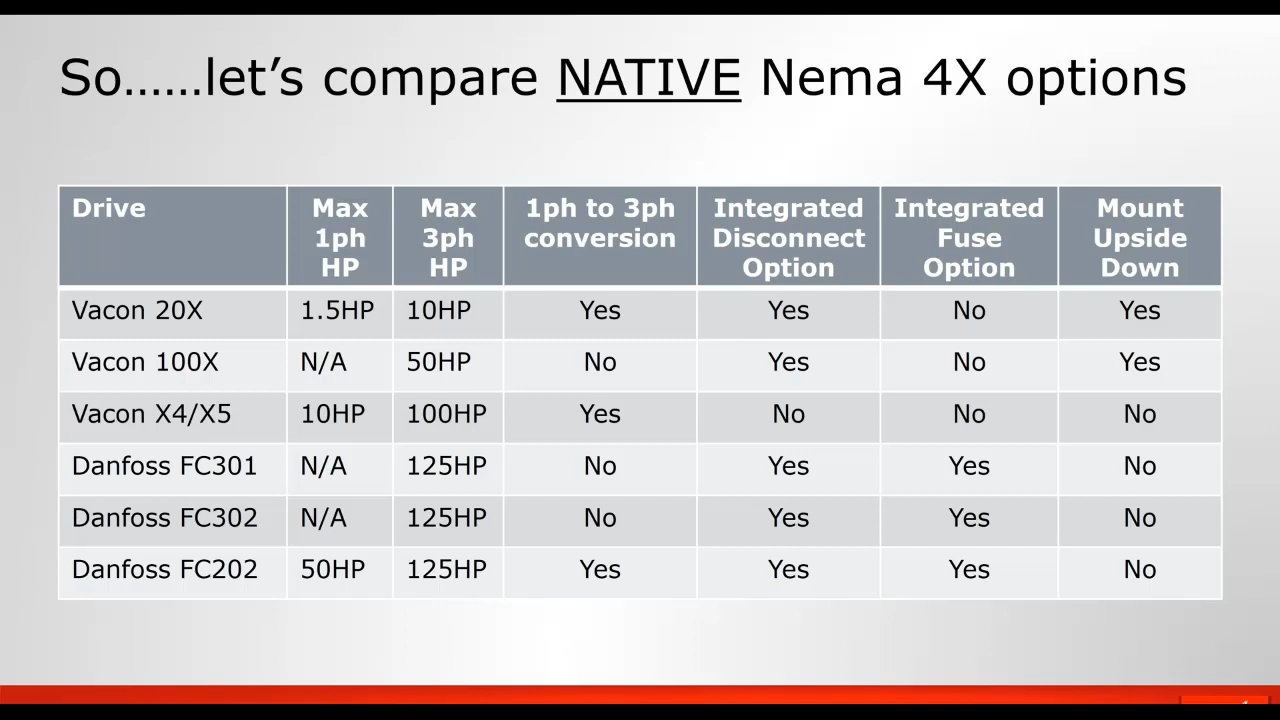 So……let’s compare NATIVE Nema 4X options
Drive Max 1ph HP Max 3ph HP 1ph to 3ph conversion Integrated Disconnect Option Integrated Fuse Option Mount Upside Down
Vacon 20X 1.5HP 10HP Yes Yes No Yes
Vacon 100X N/A 50HP No Yes No Yes
Vacon X4/X5 10HP 100HP Yes No No No
Danfoss FC301 N/A 125HP No Yes Yes No
Danfoss FC302 N/A 125HP No Yes Yes No
Danfoss FC202 50HP 125HP Yes Yes Yes No